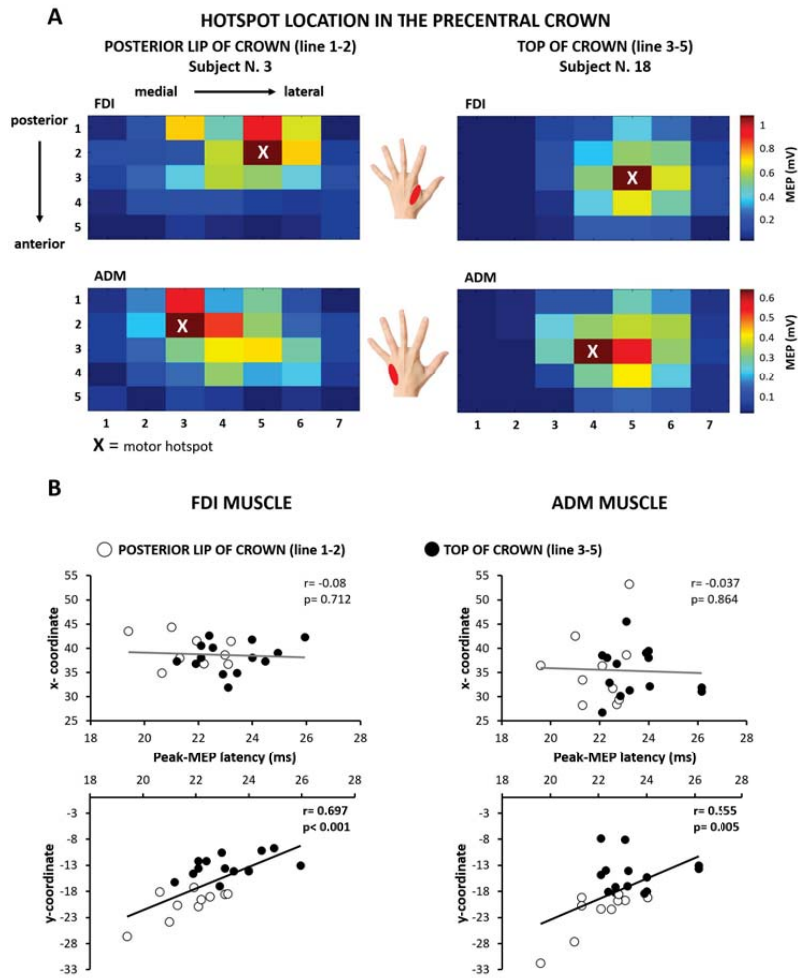 A
HOTSPOT LOCATION IN THE PRECENTRAL CROWN
POSTERIOR LIP OF CROWN (line 1-2)
Subject N. 3
TOP OF CROWN (line 3-5)
Subject N. 18
medial
lateral
posterior
anterior
FDI
1
2
3
4
5
X
FDI
X
1
0.8
0.6
0.4
0.2
MEP (mV)
ADM
1
2
3
4
5
X
1 2 3 4 5 6 7
ADM
X
1 2 3 4 5 6 7
0.6
0.5
0.4
0.3
0.2
0.1
MEP (mV)
X = motor hotspot
B
FDI MUSCLE
ADM MUSCLE
POSTERIOR LIP OF CROWN (line 1-2)
TOP OF CROWN (line 3-5)
x- coordinate
55
50
45
40
35
30
25
r= -0.08
p= 0.712
18 20 22 24 26 28
Peak-MEP latency (ms)
x- coordinate
55
50
45
40
35
30
25
r= -0.037
p= 0.864
18 20 22 24 26 28
Peak-MEP latency (ms)
18 20 22 24 26 28
y-coordinate
-3
-8
-13
-18
-23
-28
-33
r= 0.697
p< 0.001
18 20 22 24 26 28
y-coordinate
-3
-8
-13
-18
-23
-28
-33
r= 0.555
p= 0.005